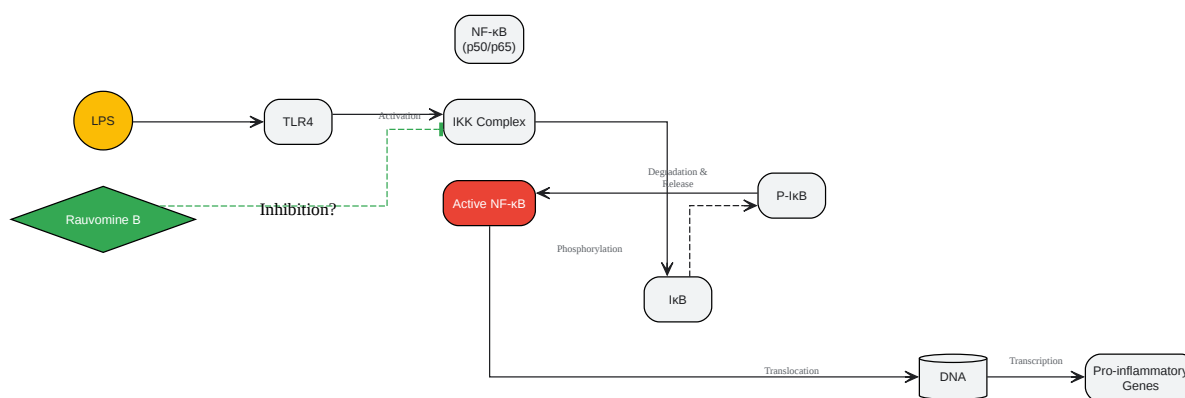 NF-κB
(p50/p65)
LPS
TLR4
Activation
IKK Complex
Degradation &
Release
Rauvomine B
Inhibition?
Active NF-κB
P-IκB
Phosphorylation
IκB
Translocation
DNA
Transcription
Pro-inflammatory
Genes